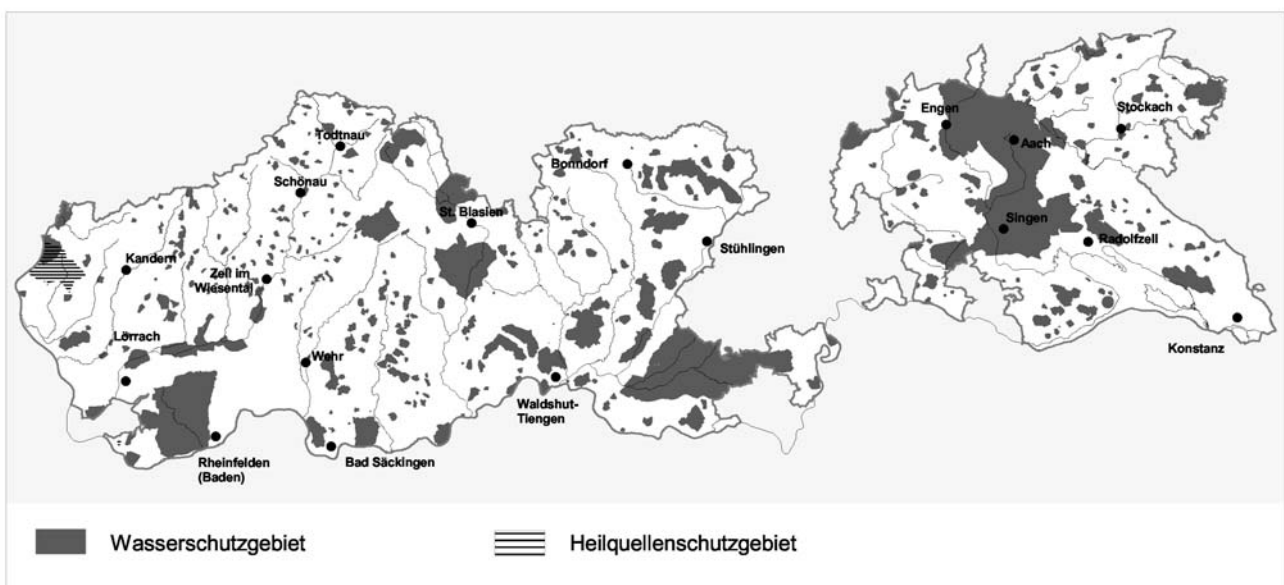 Engen
Stockach
Aach
Todtnau
Bonndorf
Schönau
St. Blasien
Singen
Radolfzell
Stühlingen
Kandern
Zell im
Wiesental
Lörrach
Wehr
Konstanz
Waldshut-
Tiengen
Rheinfelden
(Baden)
Bad Säckingen
Wasserschutzgebiet
Heilquellenschutzgebiet